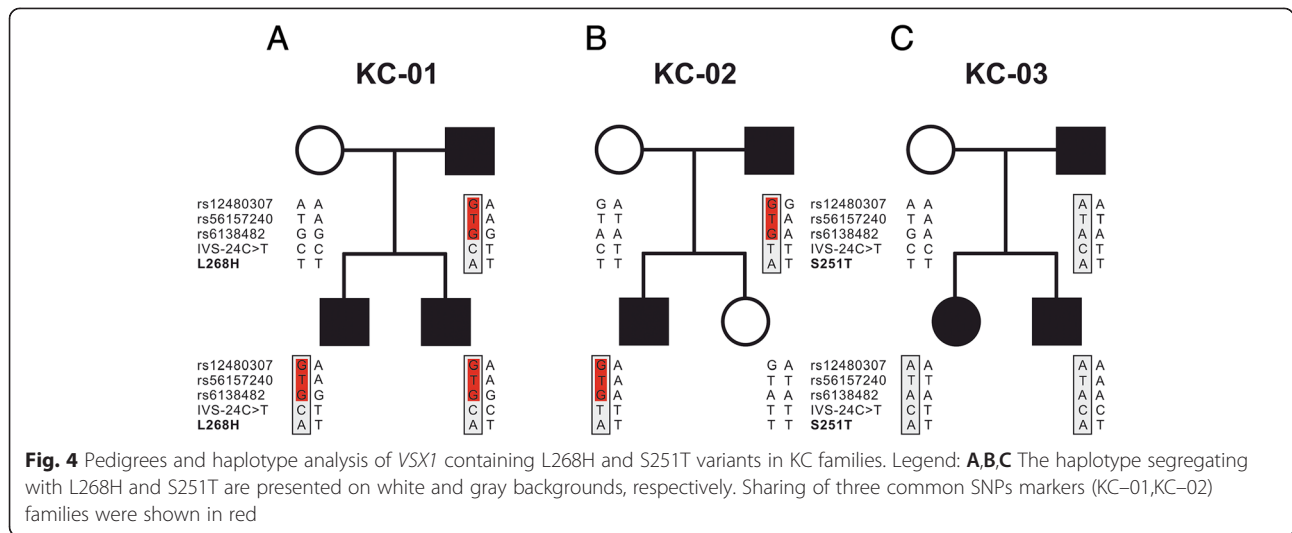 A B C
KC-01 KC-02 KC-03
rs12480307 A A G A G A G G rs12480307 A A A A
rs56157240 T A T A T T T A rs56157240 T A T T
rs6138482 G G G G A A G A rs6138482 G A A A
IVS-24C>T C C C T C T T T IVS-24C>T C C C T
L268H T T A T T T A T S251T T T A T
rs12480307 G A G A G A G A rs12480307 A A A A
rs56157240 T A T A T A T T rs56157240 T T T A
rs6138482 G G G G G A A A rs6138482 A A A A
IVS-24C>T C T C C T T T T IVS-24C>T C T C C
L268H A T A T A T T T S251T A T A T
Fig. 4 Pedigrees and haplotype analysis of VSX1 containing L268H and S251T variants in KC families. Legend: A,B,C The haplotype segregating
with L268H and S251T are presented on white and gray backgrounds, respectively. Sharing of three common SNPs markers (KC–01,KC–02)
families were shown in red